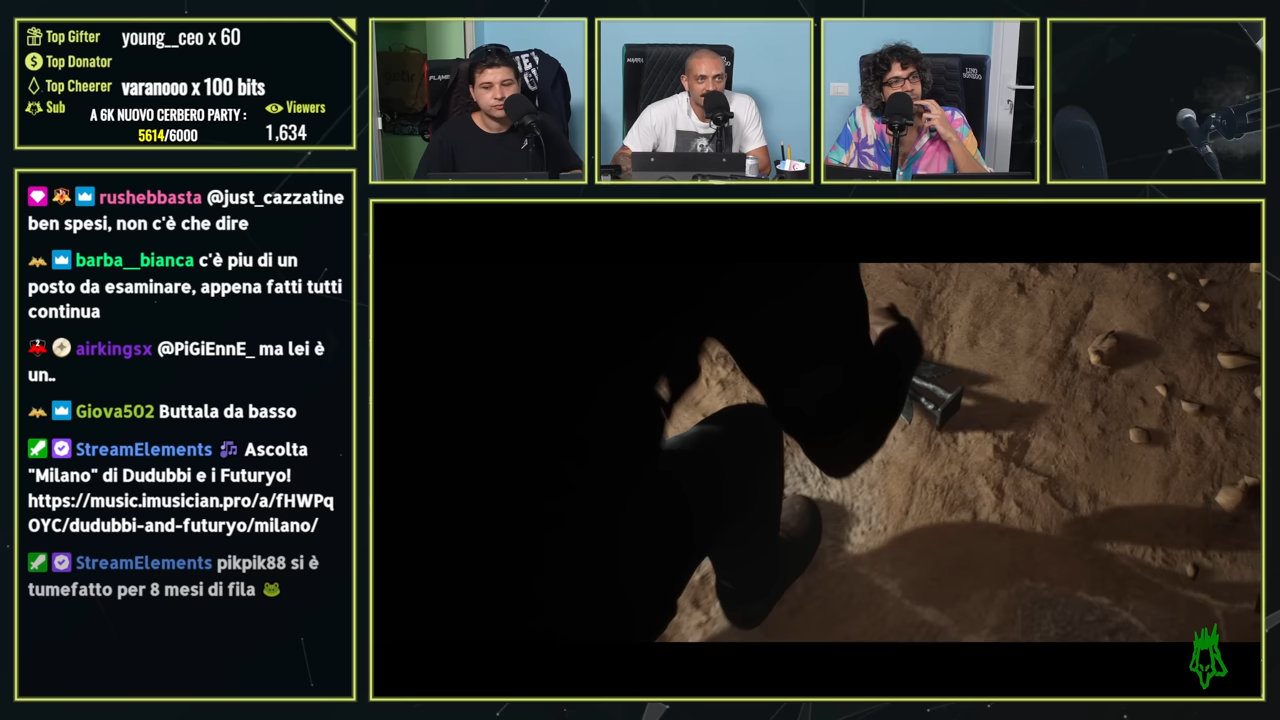 Top Gifter young__ceo x 60
Top Donator
Top Cheerer varanooo x 100 bits
Sub A 6K NUOVO CERBERO PARTY : Viewers
5614/6000 1,634
rushebbasta @just_cazzatine
ben spesi, non c'è che dire
barba__bianca c'è piu di un
posto da esaminare, appena fatti tutti
continua
airkingsx @PiGiEnnE_ ma lei è
un..
Giova502 Buttala da basso
StreamElements 🎶 Ascolta
"Milano" di Dudubbi e i Futuryo!
https://music.imusician.pro/a/fHWPq
OYC/dudubbi-and-futuryo/milano/
StreamElements pikpik88 si è
tumefatto per 8 mesi di fila 🐸